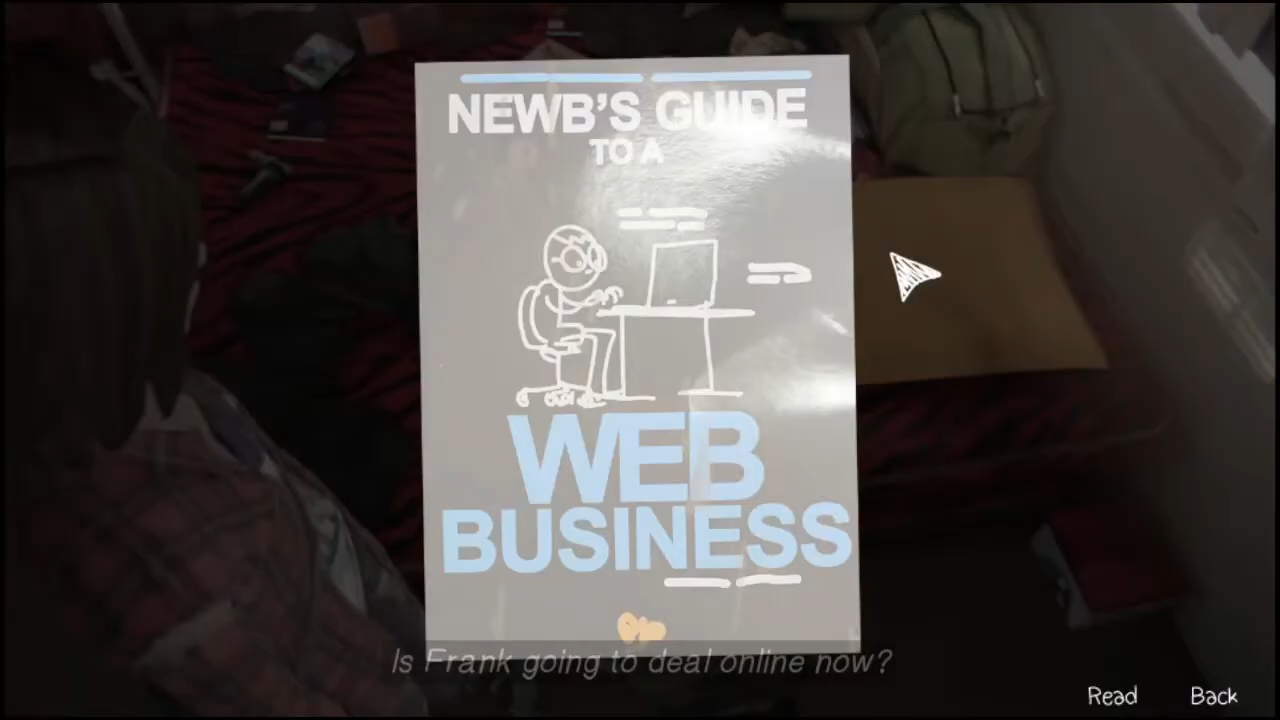 NEWB'S GUIDE
TO A
WEB
BUSINESS
Is Frank going to deal online now?
Read Back